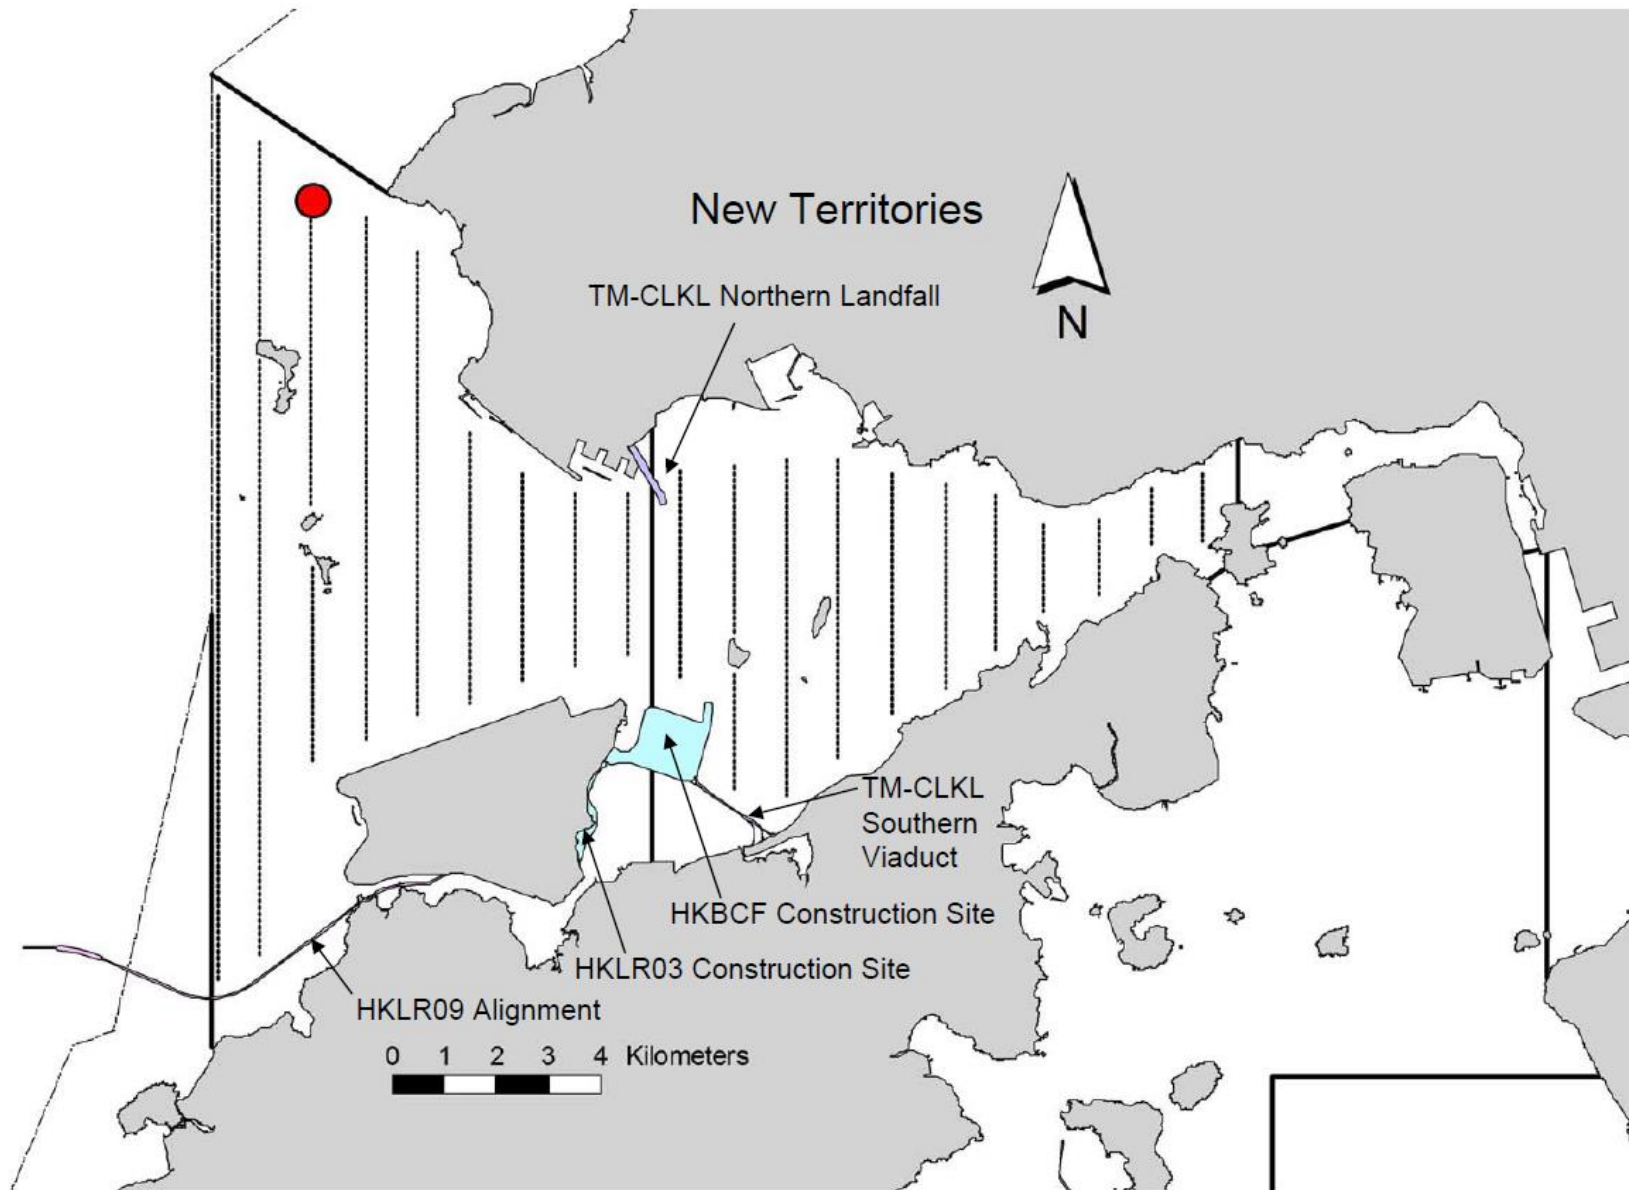 New Territories
TM-CLKL Northern Landfall
N
TM-CLKL
Southern
Viaduct
HKBCF Construction Site
HKLR03 Construction Site
HKLR09 Alignment
0 1 2 3 4 Kilometers